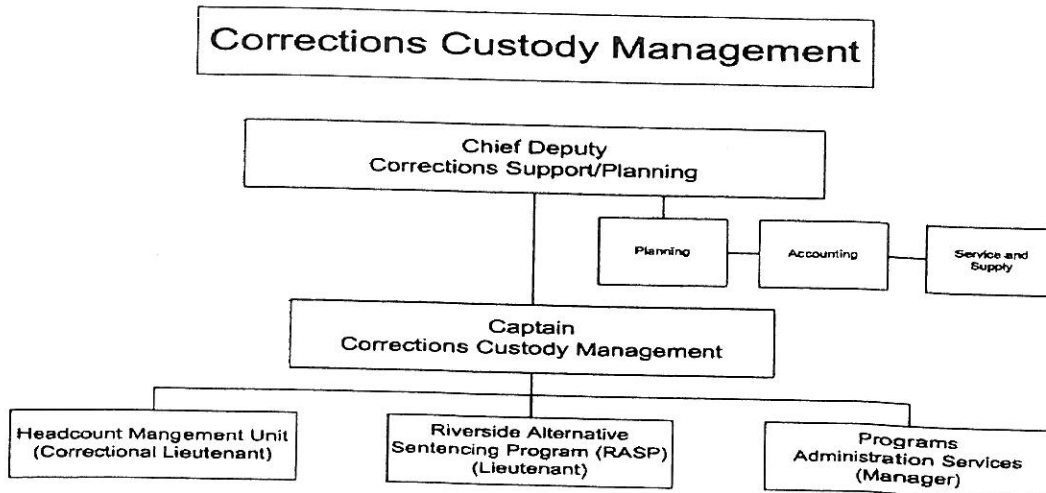 Corrections Custody Management
Chief Deputy
Corrections Support/Planning
Planning
Accounting
Service and
Supply
Captain
Corrections Custody Management
Headcount Mangement Unit
(Correctional Lieutenant)
Riverside Alternative
Sentencing Program (RASP)
(Lieutenant)
Programs
Administration Services
(Manager)